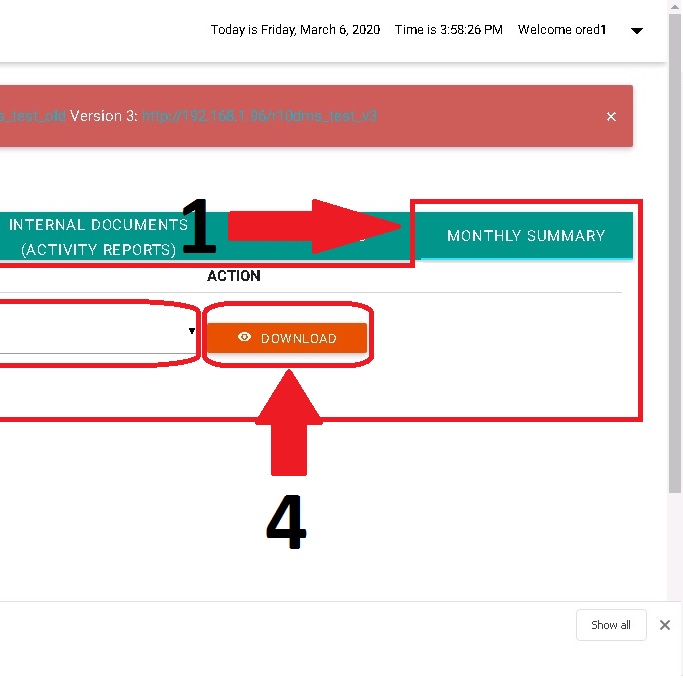 Today is Friday, March 6, 2020 Time is 3:58:26 PM Welcome ored1
s_test_old Version 3: http://192.168.1.96/r10dms_test_v3 ×
INTERNAL DOCUMENTS
(ACTIVITY REPORTS)
1
MONTHLY SUMMARY
ACTION
DOWNLOAD
4
Show all